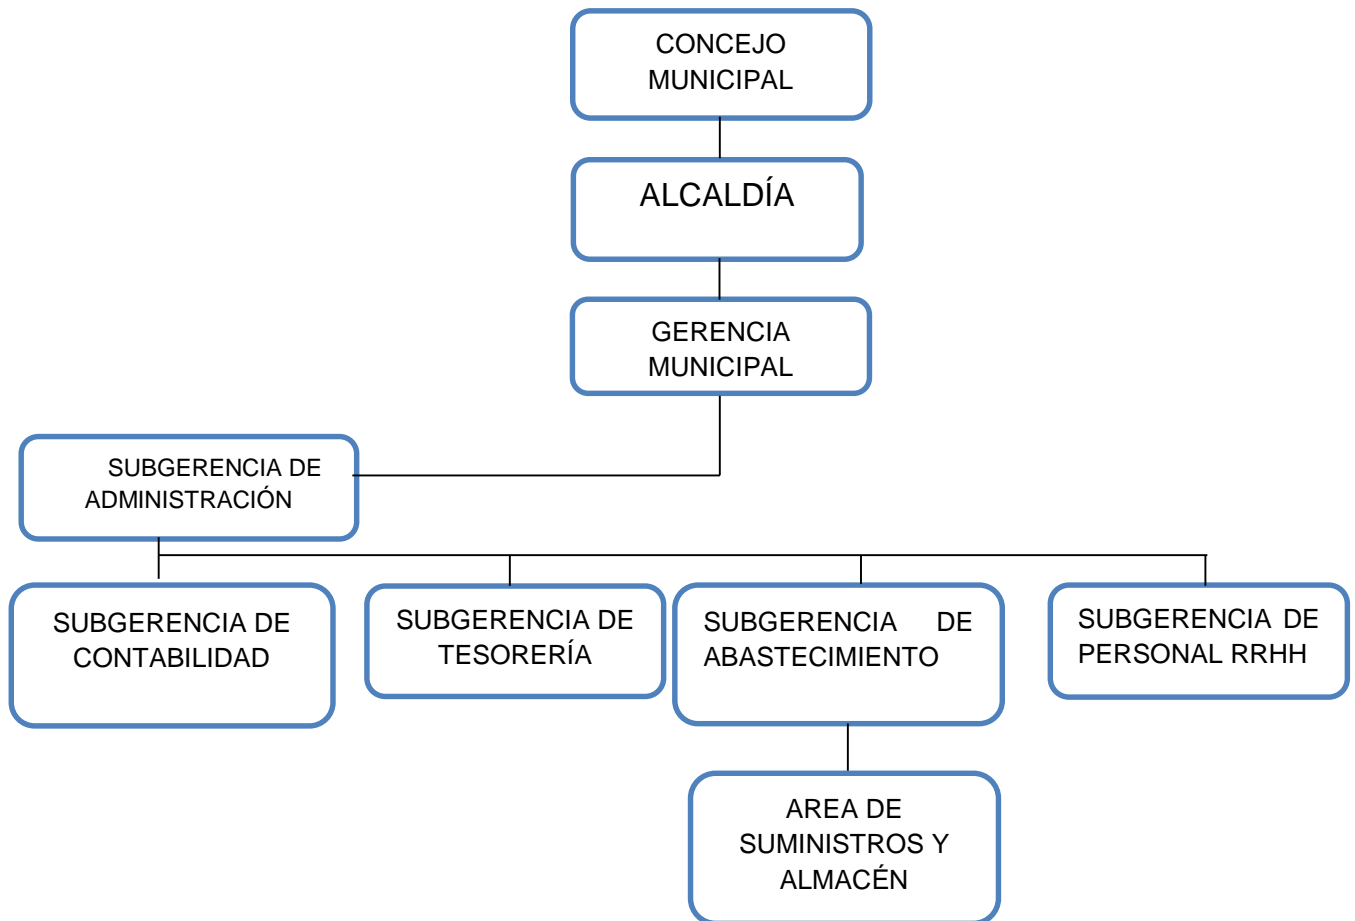 CONCEJO
MUNICIPAL
ALCALDÍA
GERENCIA
MUNICIPAL
SUBGERENCIA DE
ADMINISTRACIÓN
SUBGERENCIA DE
CONTABILIDAD
SUBGERENCIA DE
TESORERÍA
SUBGERENCIA DE
ABASTECIMIENTO
SUBGERENCIA DE
PERSONAL RRHH
AREA DE
SUMINISTROS Y
ALMACÉN